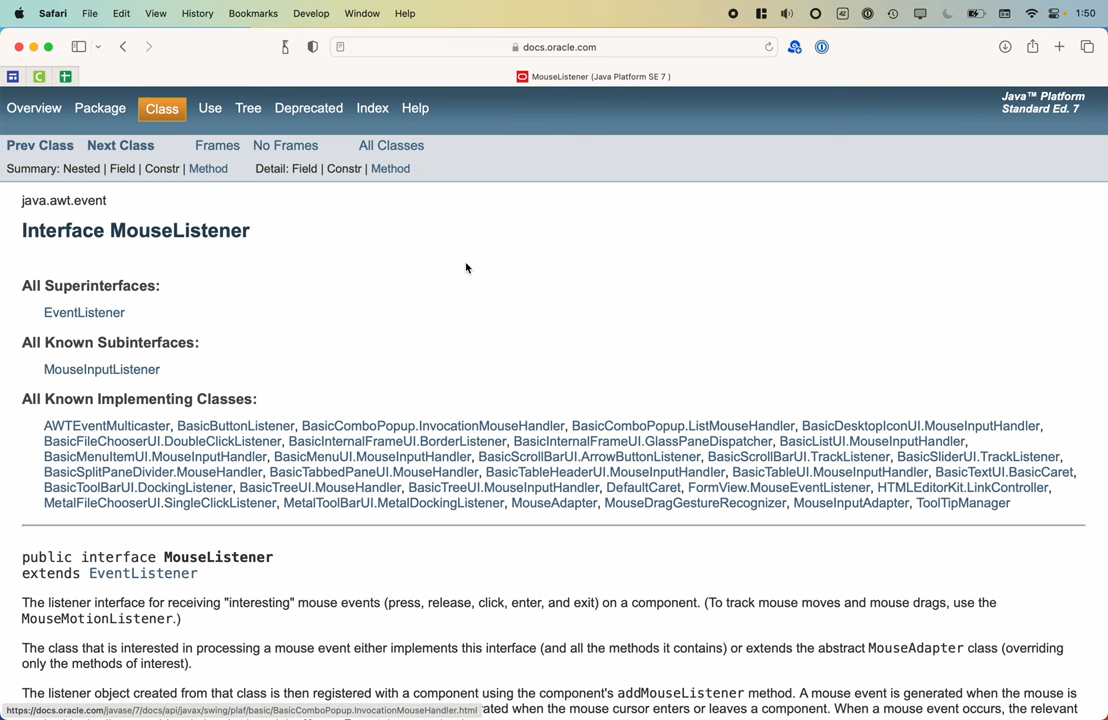 Safari File Edit View History Bookmarks Develop Window Help 42 1:50
docs.oracle.com
MouseListener (Java Platform SE 7 )
Overview Package Class Use Tree Deprecated Index Help
Java™ Platform
Standard Ed. 7
Prev Class Next Class Frames No Frames All Classes
Summary: Nested | Field | Constr | Method Detail: Field | Constr | Method
java.awt.event
Interface MouseListener
All Superinterfaces:
EventListener
All Known Subinterfaces:
MouseInputListener
All Known Implementing Classes:
AWTEventMulticaster, BasicButtonListener, BasicComboPopup.InvocationMouseHandler, BasicComboPopup.ListMouseHandler, BasicDesktopIconUI.MouseInputHandler,
BasicFileChooserUI.DoubleClickListener, BasicInternalFrameUI.BorderListener, BasicInternalFrameUI.GlassPaneDispatcher, BasicListUI.MouseInputHandler,
BasicMenuItemUI.MouseInputHandler, BasicMenuUI.MouseInputHandler, BasicScrollBarUI.ArrowButtonListener, BasicScrollBarUI.TrackListener, BasicSliderUI.TrackListener,
BasicSplitPaneDivider.MouseHandler, BasicTabbedPaneUI.MouseHandler, BasicTableHeaderUI.MouseInputHandler, BasicTableUI.MouseInputHandler, BasicTextUI.BasicCaret,
BasicToolBarUI.DockingListener, BasicTreeUI.MouseHandler, BasicTreeUI.MouseInputHandler, DefaultCaret, FormView.MouseEventListener, HTMLEditorKit.LinkController,
MetalFileChooserUI.SingleClickListener, MetalToolBarUI.MetalDockingListener, MouseAdapter, MouseDragGestureRecognizer, MouseInputAdapter, ToolTipManager
public interface MouseListener
extends EventListener
The listener interface for receiving "interesting" mouse events (press, release, click, enter, and exit) on a component. (To track mouse moves and mouse drags, use the
MouseMotionListener.)
The class that is interested in processing a mouse event either implements this interface (and all the methods it contains) or extends the abstract MouseAdapter class (overriding
only the methods of interest).
The listener object created from that class is then registered with a component using the component's addMouseListener method. A mouse event is generated when the mouse is
https://docs.oracle.com/javase/7/docs/api/javax/swing/plaf/basic/BasicComboPopup.InvocationMouseHandler.html ated when the mouse cursor enters or leaves a component. When a mouse event occurs, the relevant